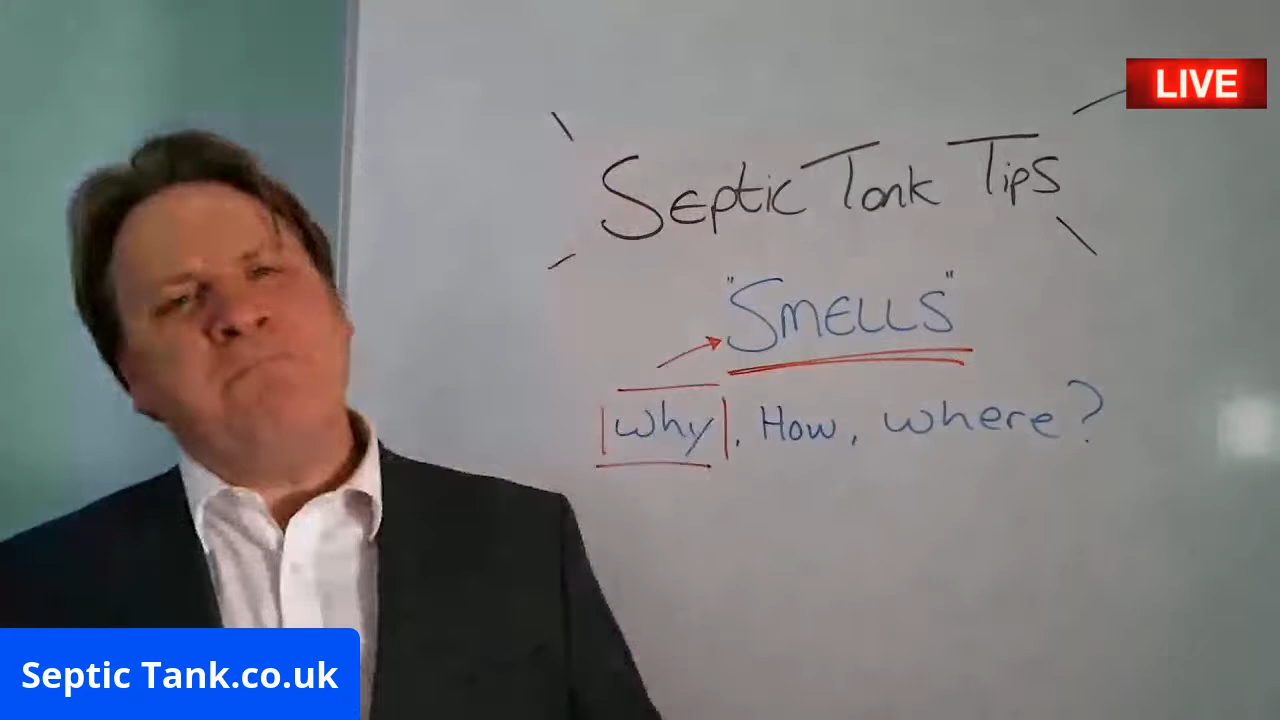 LIVE
Septic Tank Tips
"SMELLS"
Why, How, where?
Septic Tank.co.uk